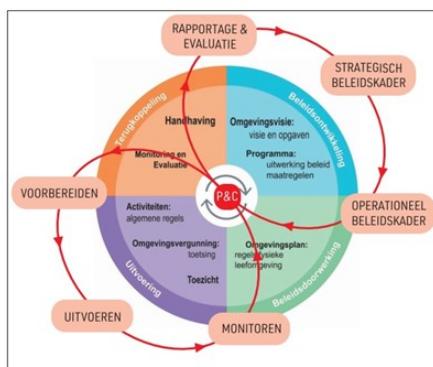 RAPPORTAGE &
EVALUATIE
STRATEGISCH
BELEIDSKADER
Terugkoppeling
Beleidsontwikkeling
Handhaving
Omgevingsvisie:
visie en opgaven
Monitoring en
Evaluatie
Programma:
uitwerking beleid
maatregelen
VOORBEREIDEN
P&C
OPERATIONEEL
BELEIDSKADER
Activiteiten:
algemene regels
Omgevingsvergunning:
toetsing
Toezicht
Omgevingsplan:
regels fysieke
leefomgeving
Uitvoering
Beleidsdoorwerking
UITVOEREN
MONITOREN